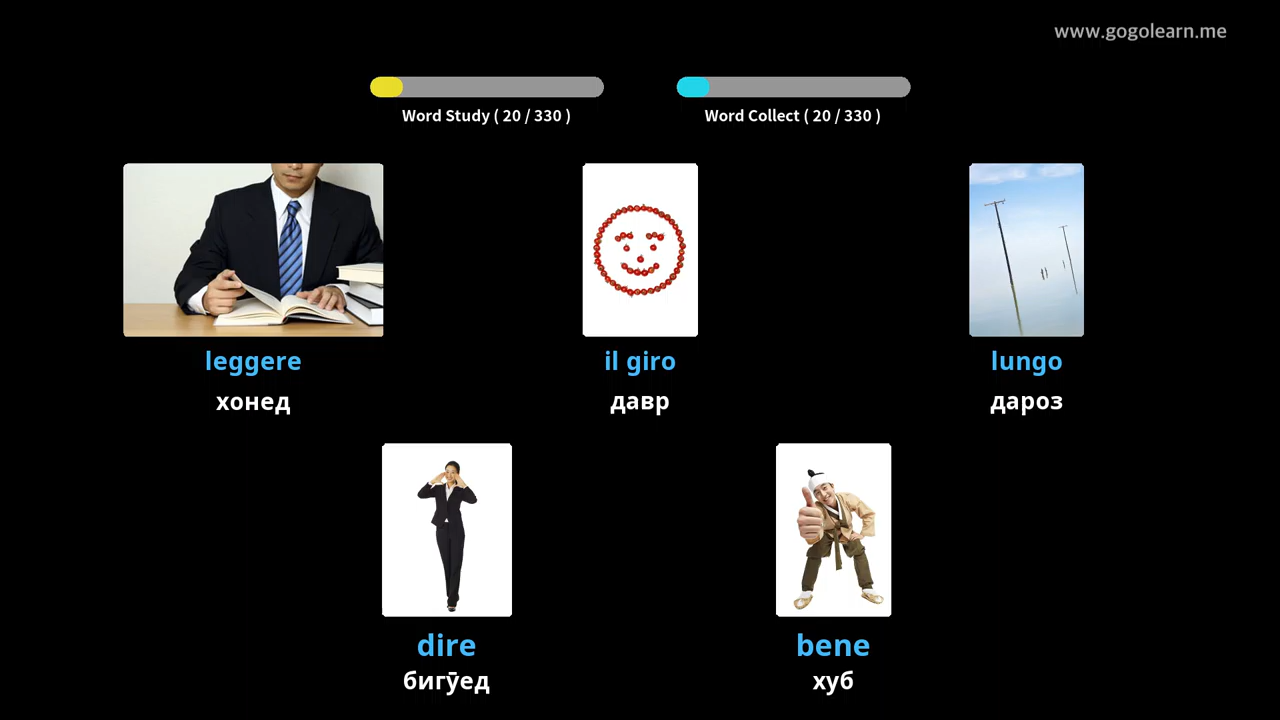 www.gogolearn.me
Word Study ( 20 / 330 )
Word Collect ( 20 / 330 )
leggere
хонед
il giro
давр
lungo
дароз
dire
бигӯед
bene
хуб